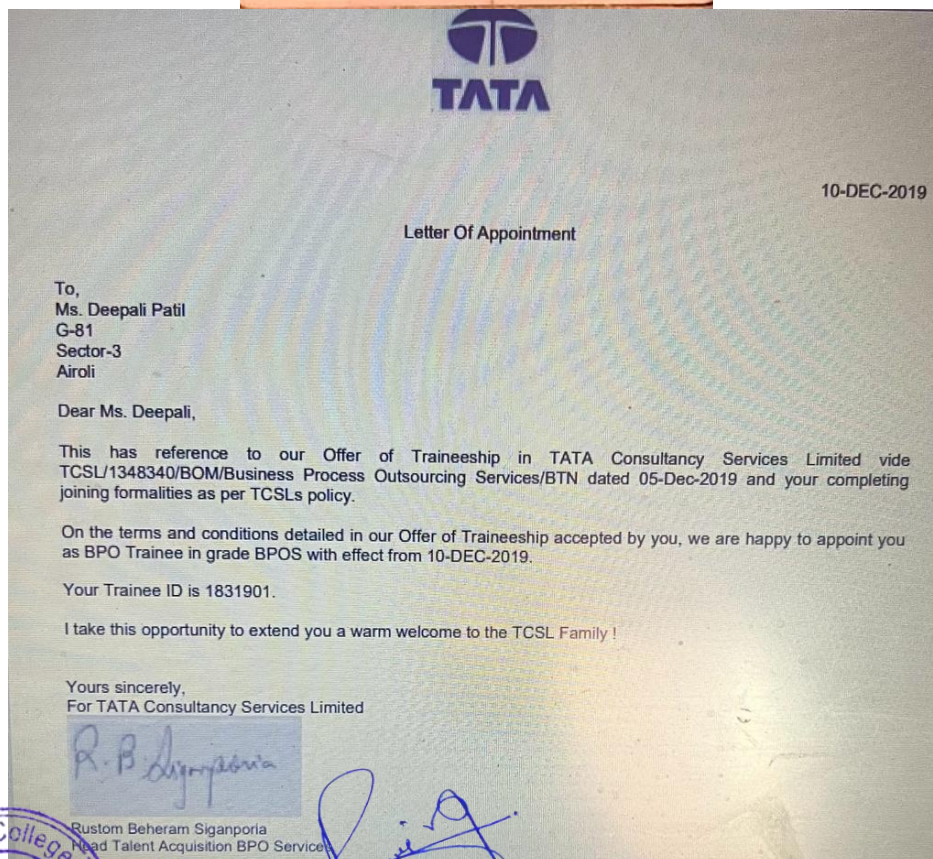 TATA
10-DEC-2019
Letter Of Appointment
To,
Ms. Deepali Patil
G-81
Sector-3
Airoli
Dear Ms. Deepali,
This has reference to our Offer of Traineeship in TATA Consultancy Services Limited vide
TCSL/1348340/BOM/Business Process Outsourcing Services/BTN dated 05-Dec-2019 and your completing
joining formalities as per TCSLs policy.
On the terms and conditions detailed in our Offer of Traineeship accepted by you, we are happy to appoint you
as BPO Trainee in grade BPOS with effect from 10-DEC-2019.
Your Trainee ID is 1831901.
I take this opportunity to extend you a warm welcome to the TCSL Family !
Yours sincerely,
For TATA Consultancy Services Limited
R. B. Siganporia
Rustom Beheram Siganporia
Head Talent Acquisition BPO Services
College